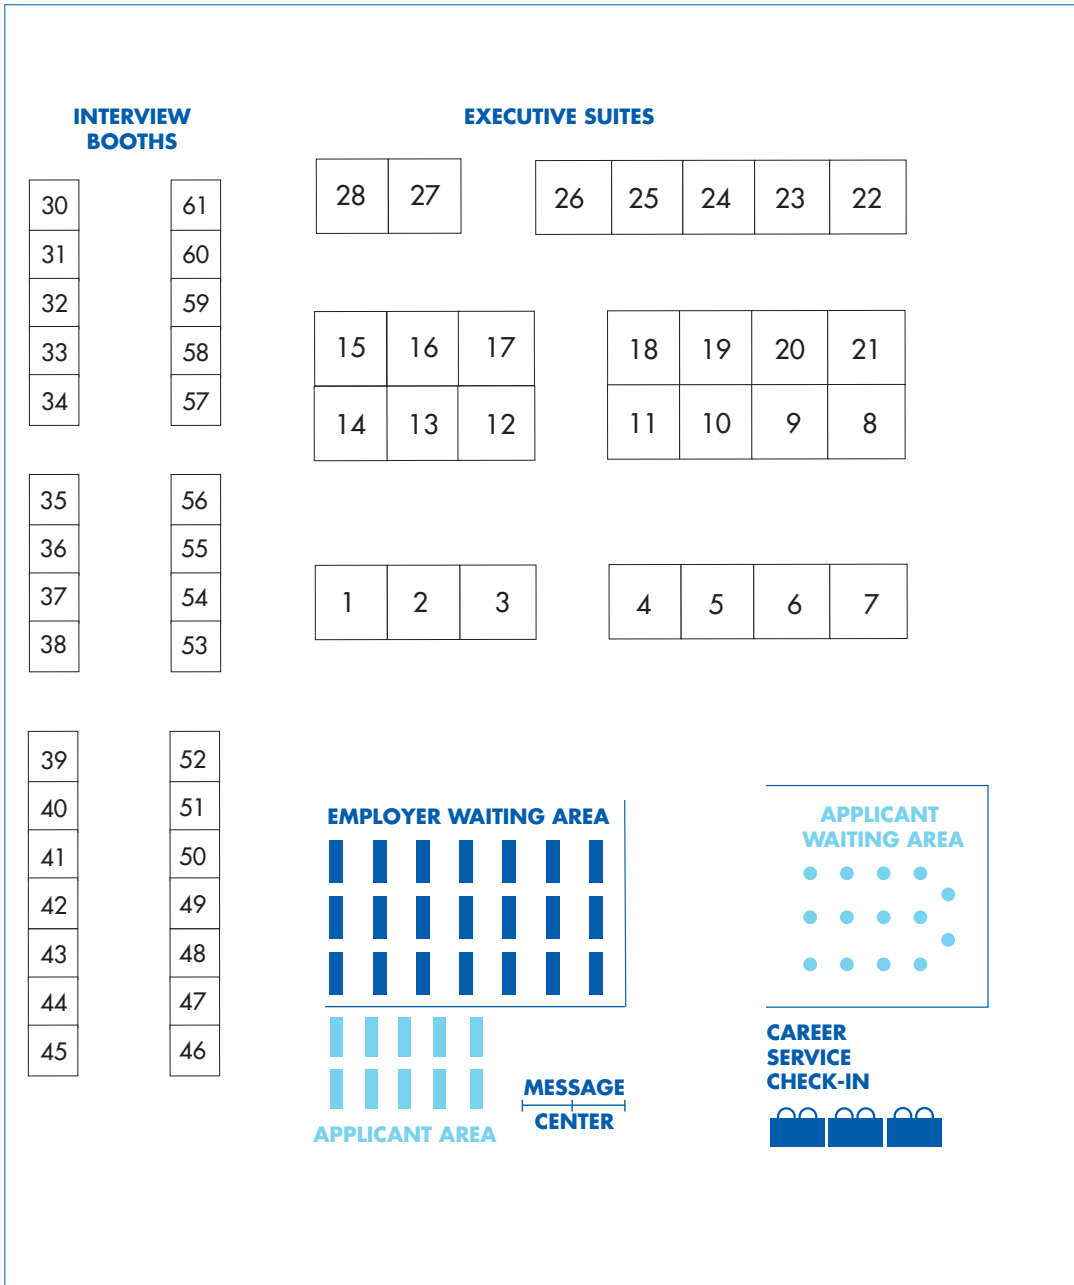 INTERVIEW
BOOTHS
EXECUTIVE SUITES
28 27
26 25 24 23 22
30 61
31 60
32 59
33 58
34 57
15 16 17
18 19 20 21
14 13 12
11 10 9 8
35 56
36 55
37 54
38 53
1 2 3
4 5 6 7
39 52
40 51
41 50
42 49
43 48
44 47
45 46
EMPLOYER WAITING AREA
APPLICANT
WAITING AREA
APPLICANT AREA
MESSAGE
CENTER
CAREER
SERVICE
CHECK-IN